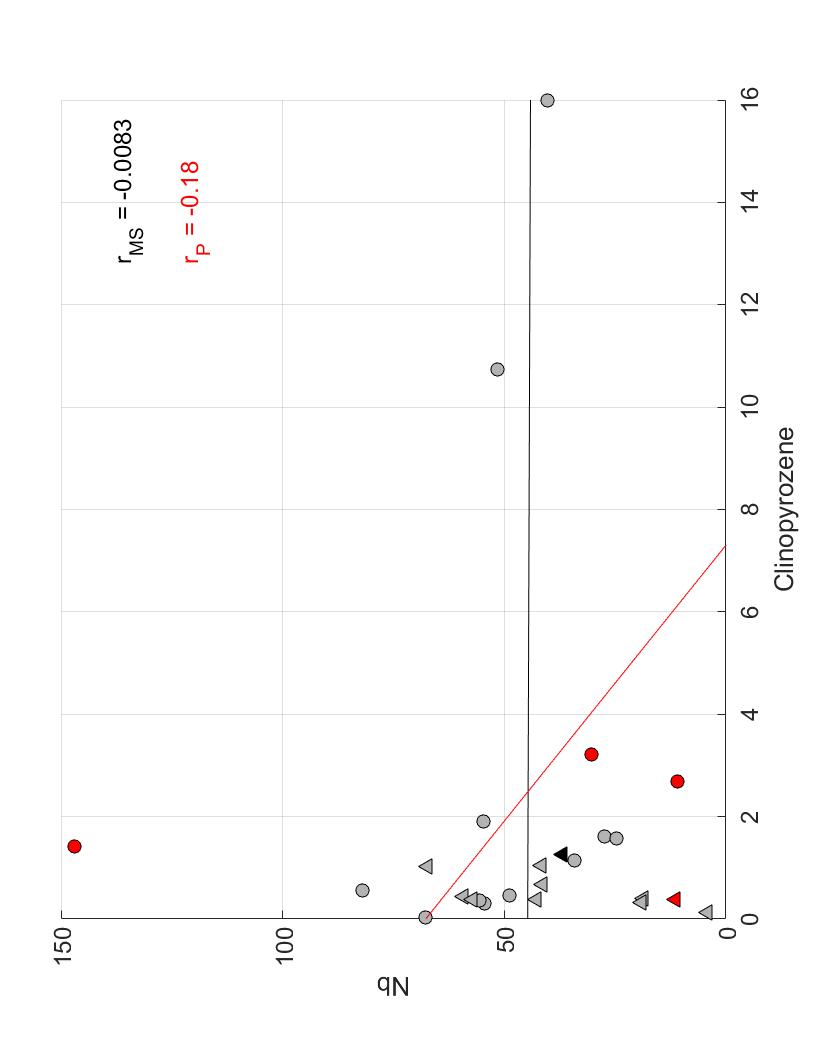 150
100
50
0
Nb
0 2 4 6 8 10 12 14 16
Clinopyrozene
r_MS = -0.0083
r_P = -0.18